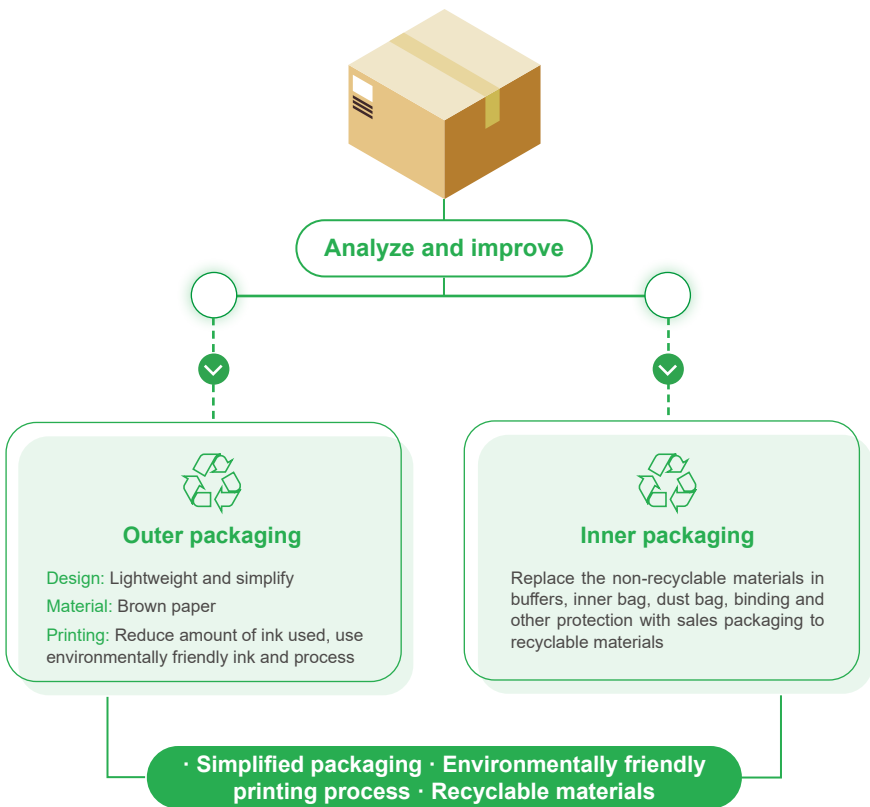 Analyze and improve
Outer packaging
Design: Lightweight and simplify
Material: Brown paper
Printing: Reduce amount of ink used, use
environmentally friendly ink and process
Inner packaging
Replace the non-recyclable materials in
buffers, inner bag, dust bag, binding and
other protection with sales packaging to
recyclable materials
· Simplified packaging · Environmentally friendly
printing process · Recyclable materials